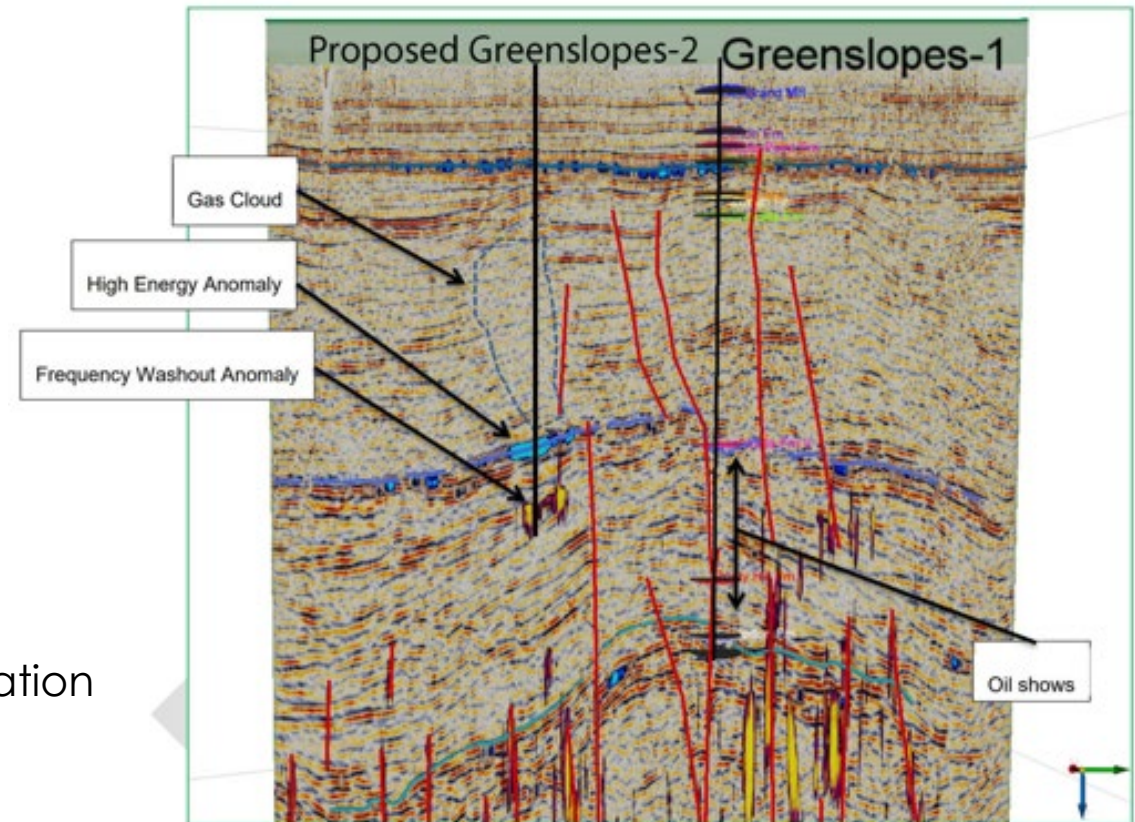 Proposed Greenslopes-2
Greenslopes-1
Gas Cloud
High Energy Anomaly
Frequency Washout Anomaly
Oil shows
ation